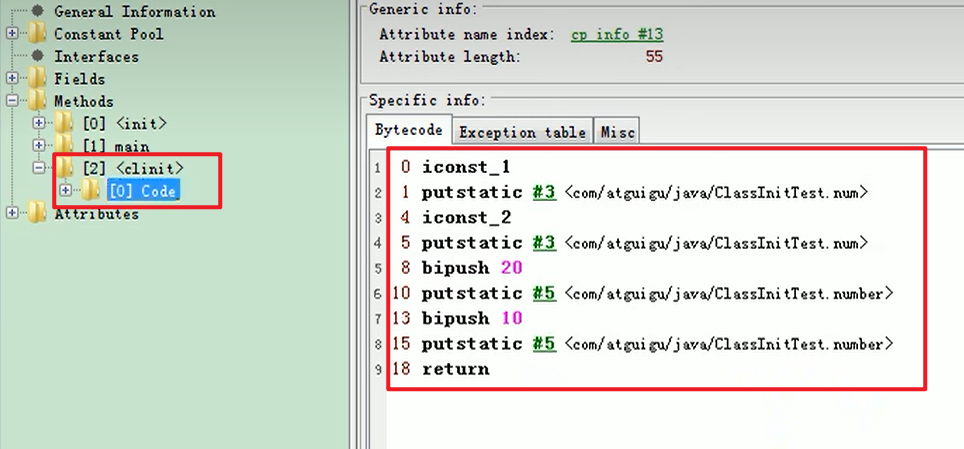 General Information
Constant Pool
Interfaces
Fields
Methods
[0] <init>
[1] main
[2] <clinit>
[0] Code
Attributes
Generic info:
Attribute name index: cp info #13
Attribute length: 55
Specific info:
Bytecode Exception table Misc
1 0 iconst_1
2 1 putstatic #3 <com/atguigu/java/ClassInitTest.num>
3 4 iconst_2
4 5 putstatic #3 <com/atguigu/java/ClassInitTest.num>
5 8 bipush 20
6 10 putstatic #5 <com/atguigu/java/ClassInitTest.number>
7 13 bipush 10
8 15 putstatic #5 <com/atguigu/java/ClassInitTest.number>
9 18 return